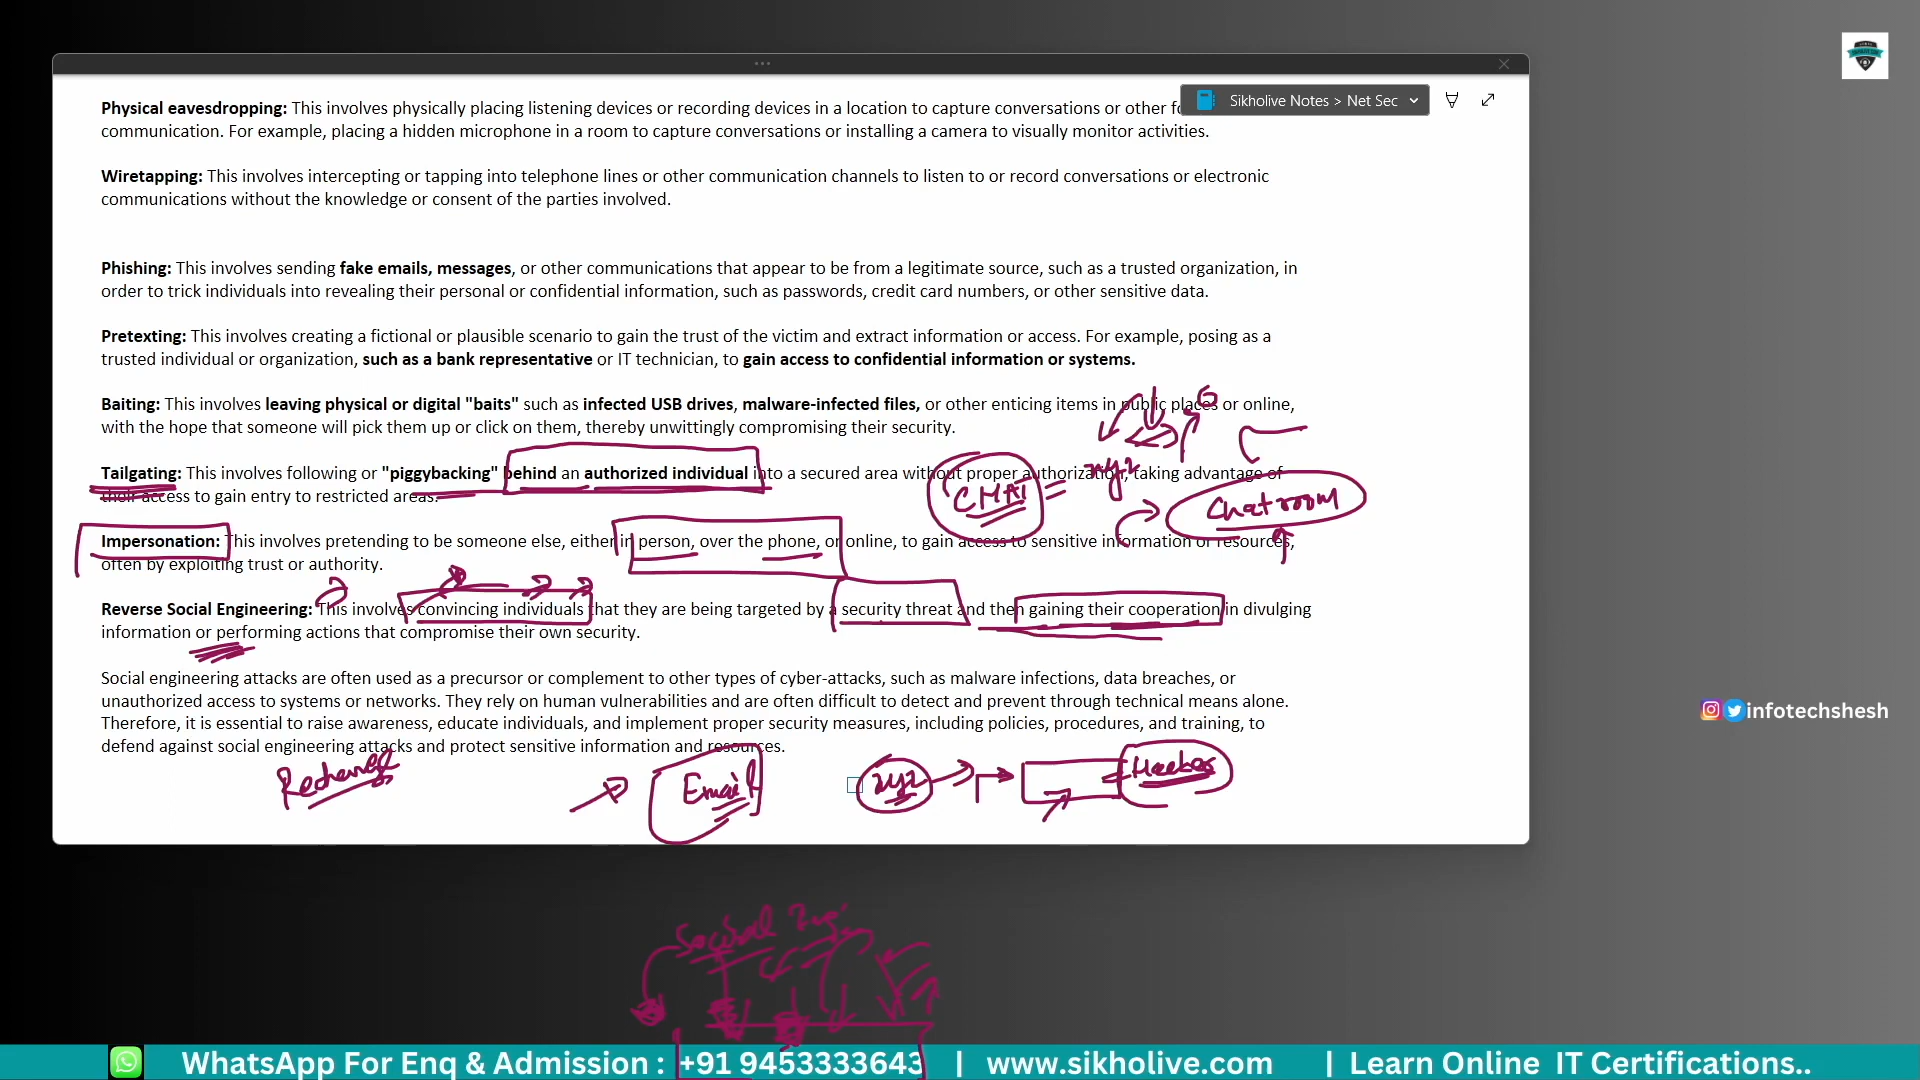 Sikholive Notes > Net Sec
Physical eavesdropping: This involves physically placing listening devices or recording devices in a location to capture conversations or other
communication. For example, placing a hidden microphone in a room to capture conversations or installing a camera to visually monitor activities.
Wiretapping: This involves intercepting or tapping into telephone lines or other communication channels to listen to or record conversations or electronic
communications without the knowledge or consent of the parties involved.
Phishing: This involves sending fake emails, messages, or other communications that appear to be from a legitimate source, such as a trusted organization, in
order to trick individuals into revealing their personal or confidential information, such as passwords, credit card numbers, or other sensitive data.
Pretexting: This involves creating a fictional or plausible scenario to gain the trust of the victim and extract information or access. For example, posing as a
trusted individual or organization, such as a bank representative or IT technician, to gain access to confidential information or systems.
Baiting: This involves leaving physical or digital "baits" such as infected USB drives, malware-infected files, or other enticing items in public places or online,
with the hope that someone will pick them up or click on them, thereby unwittingly compromising their security.
Tailgating: This involves following or "piggybacking" behind an authorized individual into a secured area without proper authorization, taking advantage of
their access to gain entry to restricted areas.
xyz
Chatroom
Impersonation: This involves pretending to be someone else, either in person, over the phone, or online, to gain access to sensitive information or resources,
often by exploiting trust or authority.
Reverse Social Engineering: This involves convincing individuals that they are being targeted by a security threat and then gaining their cooperation in divulging
information or performing actions that compromise their own security.
Social engineering attacks are often used as a precursor or complement to other types of cyber-attacks, such as malware infections, data breaches, or
unauthorized access to systems or networks. They rely on human vulnerabilities and are often difficult to detect and prevent through technical means alone.
Therefore, it is essential to raise awareness, educate individuals, and implement proper security measures, including policies, procedures, and training, to
defend against social engineering attacks and protect sensitive information and resources.
Email xyz
infotechshesh
Social
WhatsApp For Enq & Admission : +91 9453333643 | www.sikholive.com | Learn Online IT Certifications..